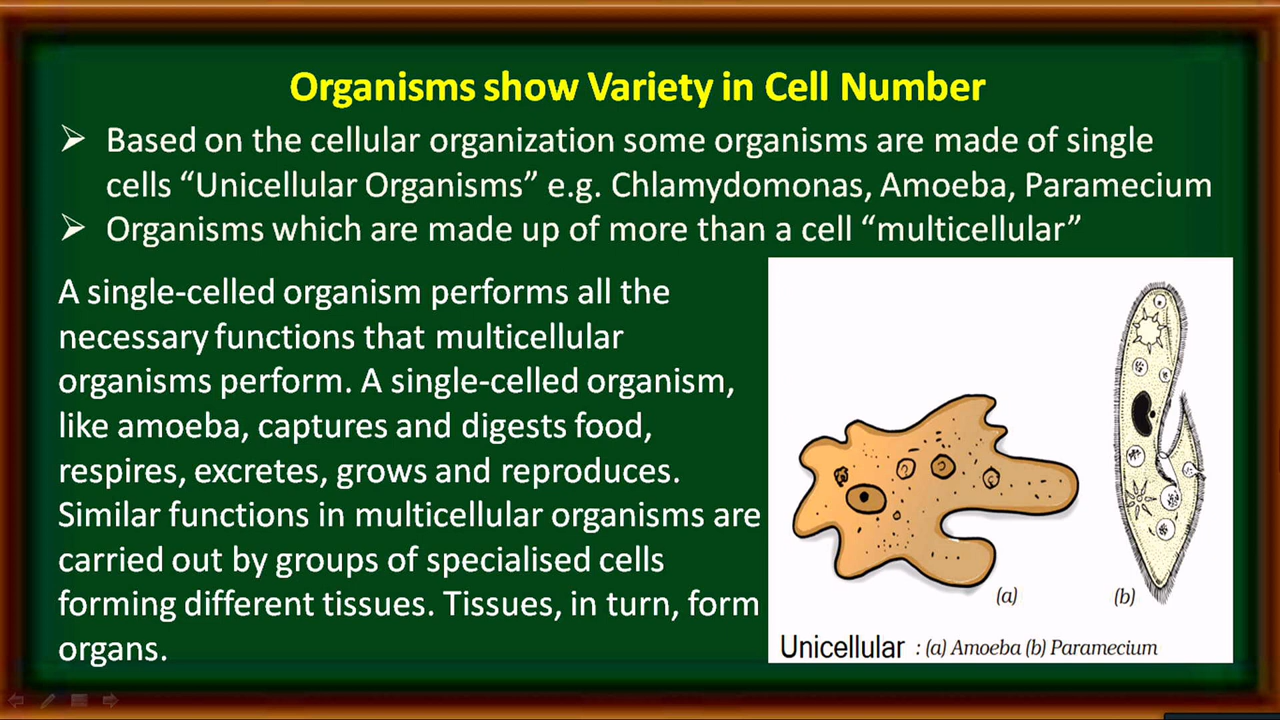 Organisms show Variety in Cell Number
➢ Based on the cellular organization some organisms are made of single
cells “Unicellular Organisms” e.g. Chlamydomonas, Amoeba, Paramecium
➢ Organisms which are made up of more than a cell “multicellular”
A single-celled organism performs all the
necessary functions that multicellular
organisms perform. A single-celled organism,
like amoeba, captures and digests food,
respires, excretes, grows and reproduces.
Similar functions in multicellular organisms are
carried out by groups of specialised cells
forming different tissues. Tissues, in turn, form
organs.
(a)
(b)
Unicellular : (a) Amoeba (b) Paramecium